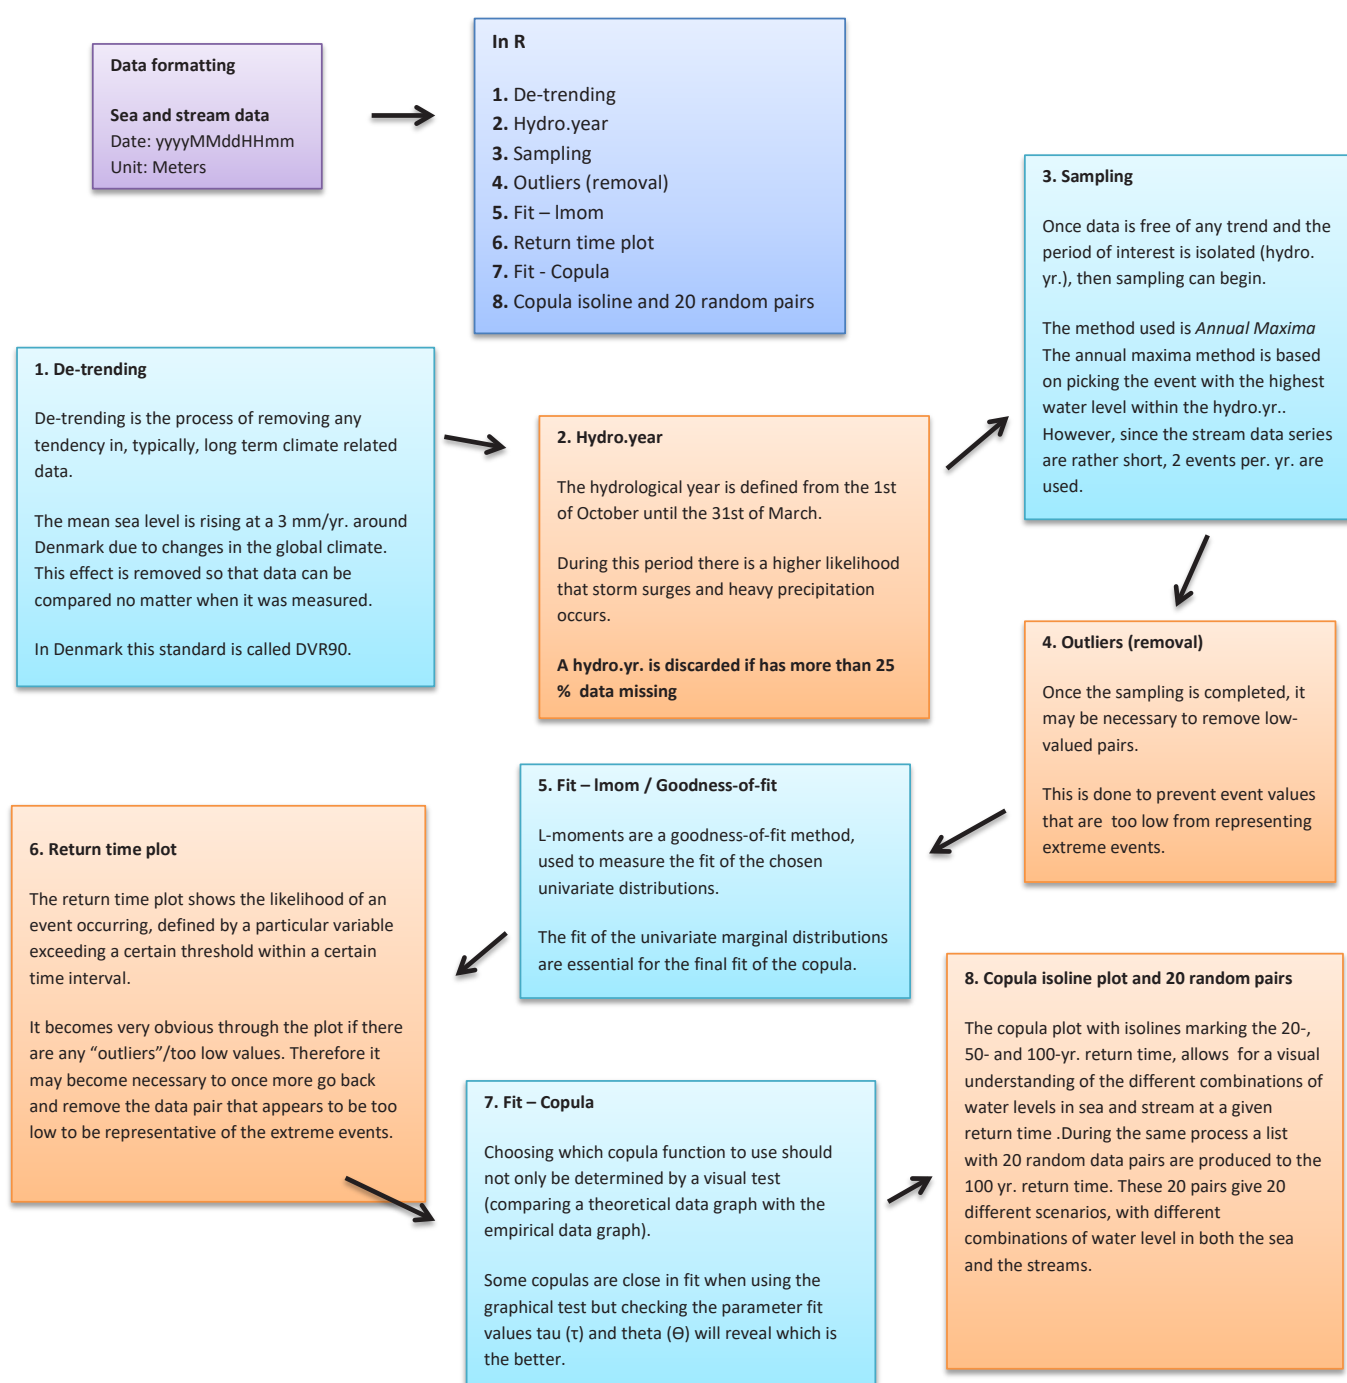 Data formatting
Sea and stream data
Date: yyyyMMddHHmm
Unit: Meters
In R
1. De-trending
2. Hydro.year
3. Sampling
4. Outliers (removal)
5. Fit – lmom
6. Return time plot
7. Fit - Copula
8. Copula isoline and 20 random pairs
1. De-trending
De-trending is the process of removing any
tendency in, typically, long term climate related
data.
The mean sea level is rising at a 3 mm/yr. around
Denmark due to changes in the global climate.
This effect is removed so that data can be
compared no matter when it was measured.
In Denmark this standard is called DVR90.
2. Hydro.year
The hydrological year is defined from the 1st
of October until the 31st of March.
During this period there is a higher likelihood
that storm surges and heavy precipitation
occurs.
A hydro.yr. is discarded if has more than 25
% data missing
3. Sampling
Once data is free of any trend and the
period of interest is isolated (hydro.
yr.), then sampling can begin.
The method used is Annual Maxima
The annual maxima method is based
on picking the event with the highest
water level within the hydro.yr..
However, since the stream data series
are rather short, 2 events per. yr. are
used.
4. Outliers (removal)
Once the sampling is completed, it
may be necessary to remove low-
valued pairs.
This is done to prevent event values
that are too low from representing
extreme events.
5. Fit – lmom / Goodness-of-fit
L-moments are a goodness-of-fit method,
used to measure the fit of the chosen
univariate distributions.
The fit of the univariate marginal distributions
are essential for the final fit of the copula.
6. Return time plot
The return time plot shows the likelihood of an
event occurring, defined by a particular variable
exceeding a certain threshold within a certain
time interval.
It becomes very obvious through the plot if there
are any “outliers”/too low values. Therefore it
may become necessary to once more go back
and remove the data pair that appears to be too
low to be representative of the extreme events.
7. Fit – Copula
Choosing which copula function to use should
not only be determined by a visual test
(comparing a theoretical data graph with the
empirical data graph).
Some copulas are close in fit when using the
graphical test but checking the parameter fit
values tau (τ) and theta (Ɵ) will reveal which is
the better.
8. Copula isoline plot and 20 random pairs
The copula plot with isolines marking the 20-,
50- and 100-yr. return time, allows for a visual
understanding of the different combinations of
water levels in sea and stream at a given
return time .During the same process a list
with 20 random data pairs are produced to the
100 yr. return time. These 20 pairs give 20
different scenarios, with different
combinations of water level in both the sea
and the streams.